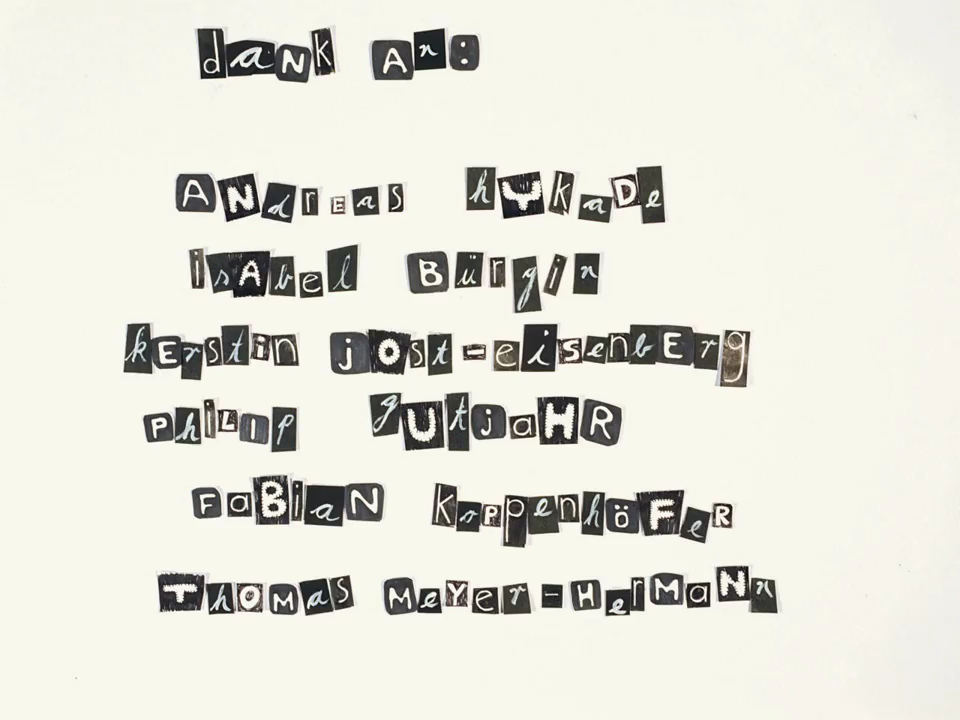 dank An:
ANdreas hYkaDe
isAbel Bürgin
kErstin jOst-eisenbErg
PhiLIP gUtjaHR
FaBiaN KoppenhöFeR
ThOMas MeYer-HerMaNn